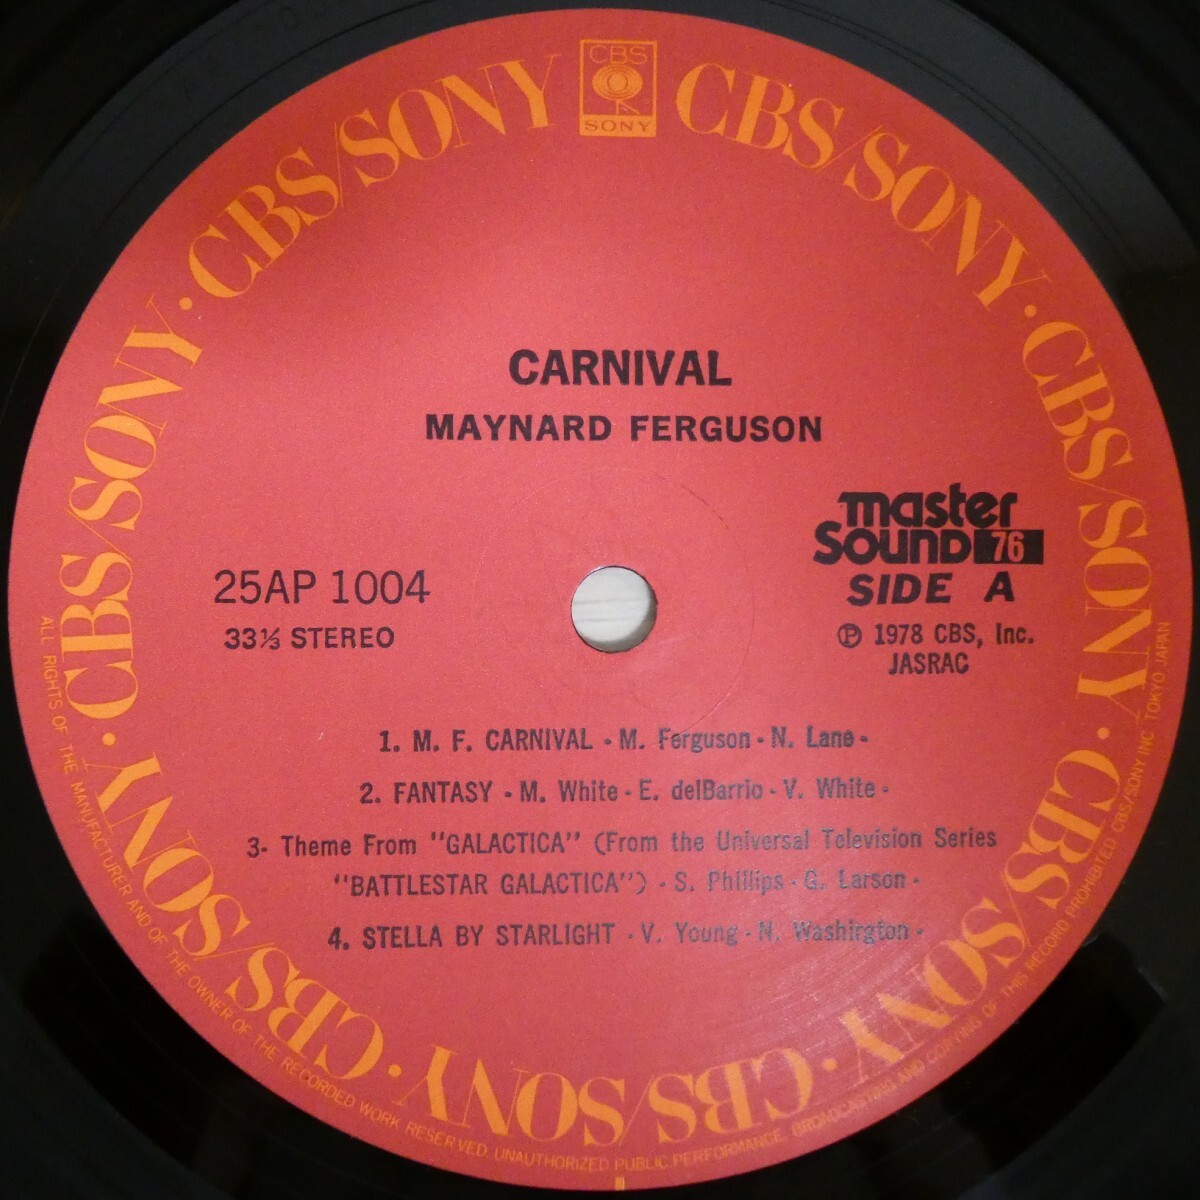 CBS
SONY
CBS/SONY · CBS/SONY · CBS/SONY · CBS/SONY · CBS/SONY · CBS/SONY · CBS/SONY · CBS/SONY
CARNIVAL
MAYNARD FERGUSON
master
SOUND 76
25AP 1004
SIDE A
33⅓ STEREO
Ⓟ 1978 CBS, Inc.
JASRAC
1. M. F. CARNIVAL - M. Ferguson - N. Lane -
2. FANTASY - M. White - E. delBarrio - V. White -
3- Theme From "GALACTICA" (From the Universal Television Series
"BATTLESTAR GALACTICA") - S. Phillips - G. Larson -
4. STELLA BY STARLIGHT - V. Young - N. Washington -
ALL RIGHTS OF THE MANUFACTURER AND OF THE OWNER OF THE RECORDED WORK RESERVED. UNAUTHORIZED PUBLIC PERFORMANCE, BROADCASTING AND COPYING OF THIS RECORD PROHIBITED CBS/SONY INC TOKYO JAPAN